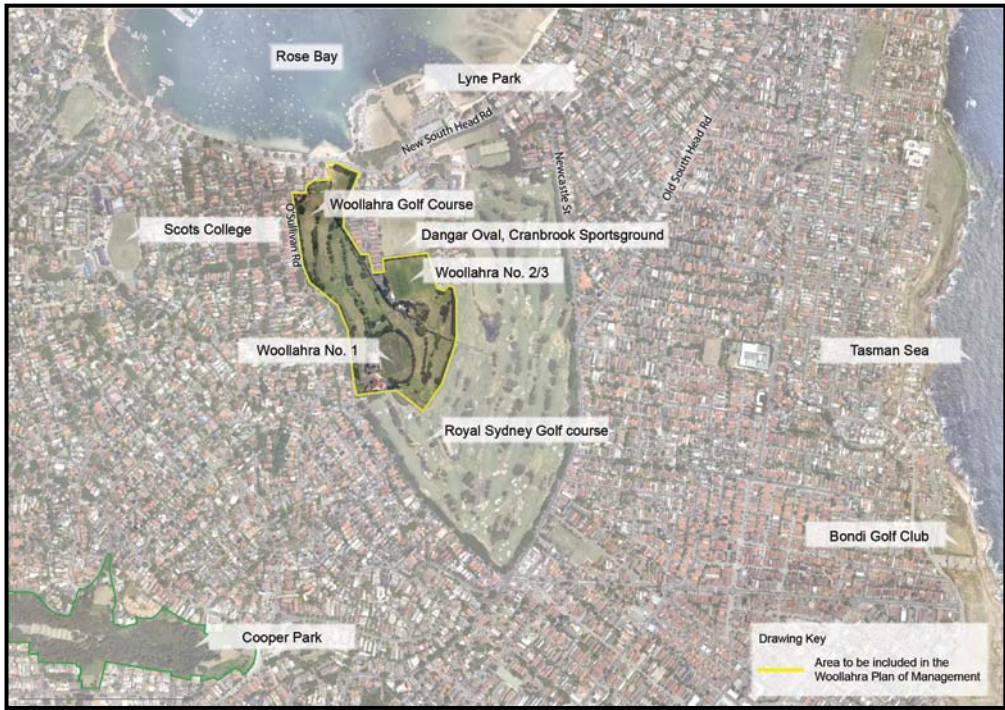 Rose Bay
Lyne Park
New South Head Rd
Newcastle St
Old South Head Rd
Woollahra Golf Course
O'Sullivan Rd
Scots College
Dangar Oval, Cranbrook Sportsground
Woollahra No. 2/3
Woollahra No. 1
Tasman Sea
Royal Sydney Golf course
Bondi Golf Club
Cooper Park
Drawing Key
Area to be included in the
Woollahra Plan of Management